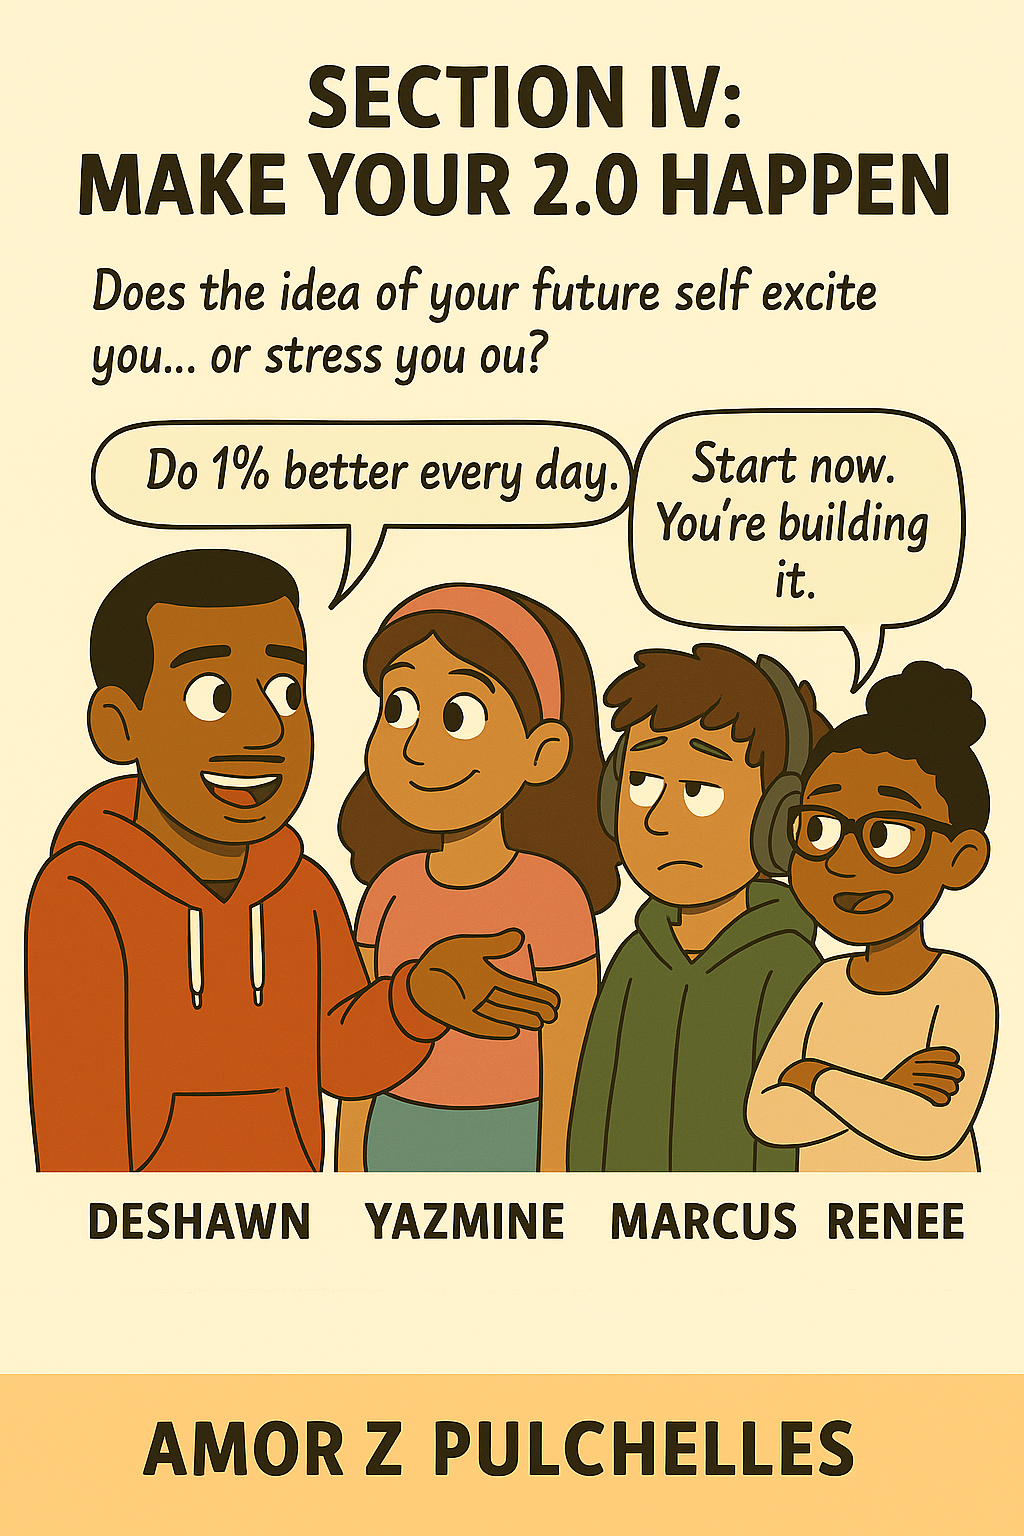 SECTION IV:
MAKE YOUR 2.0 HAPPEN
Does the idea of your future self excite
you... or stress you ou?
Do 1% better every day.
Start now.
You're building
it.
DESHAWN YAZMINE MARCUS RENEE
AMOR Z PULCHELLES